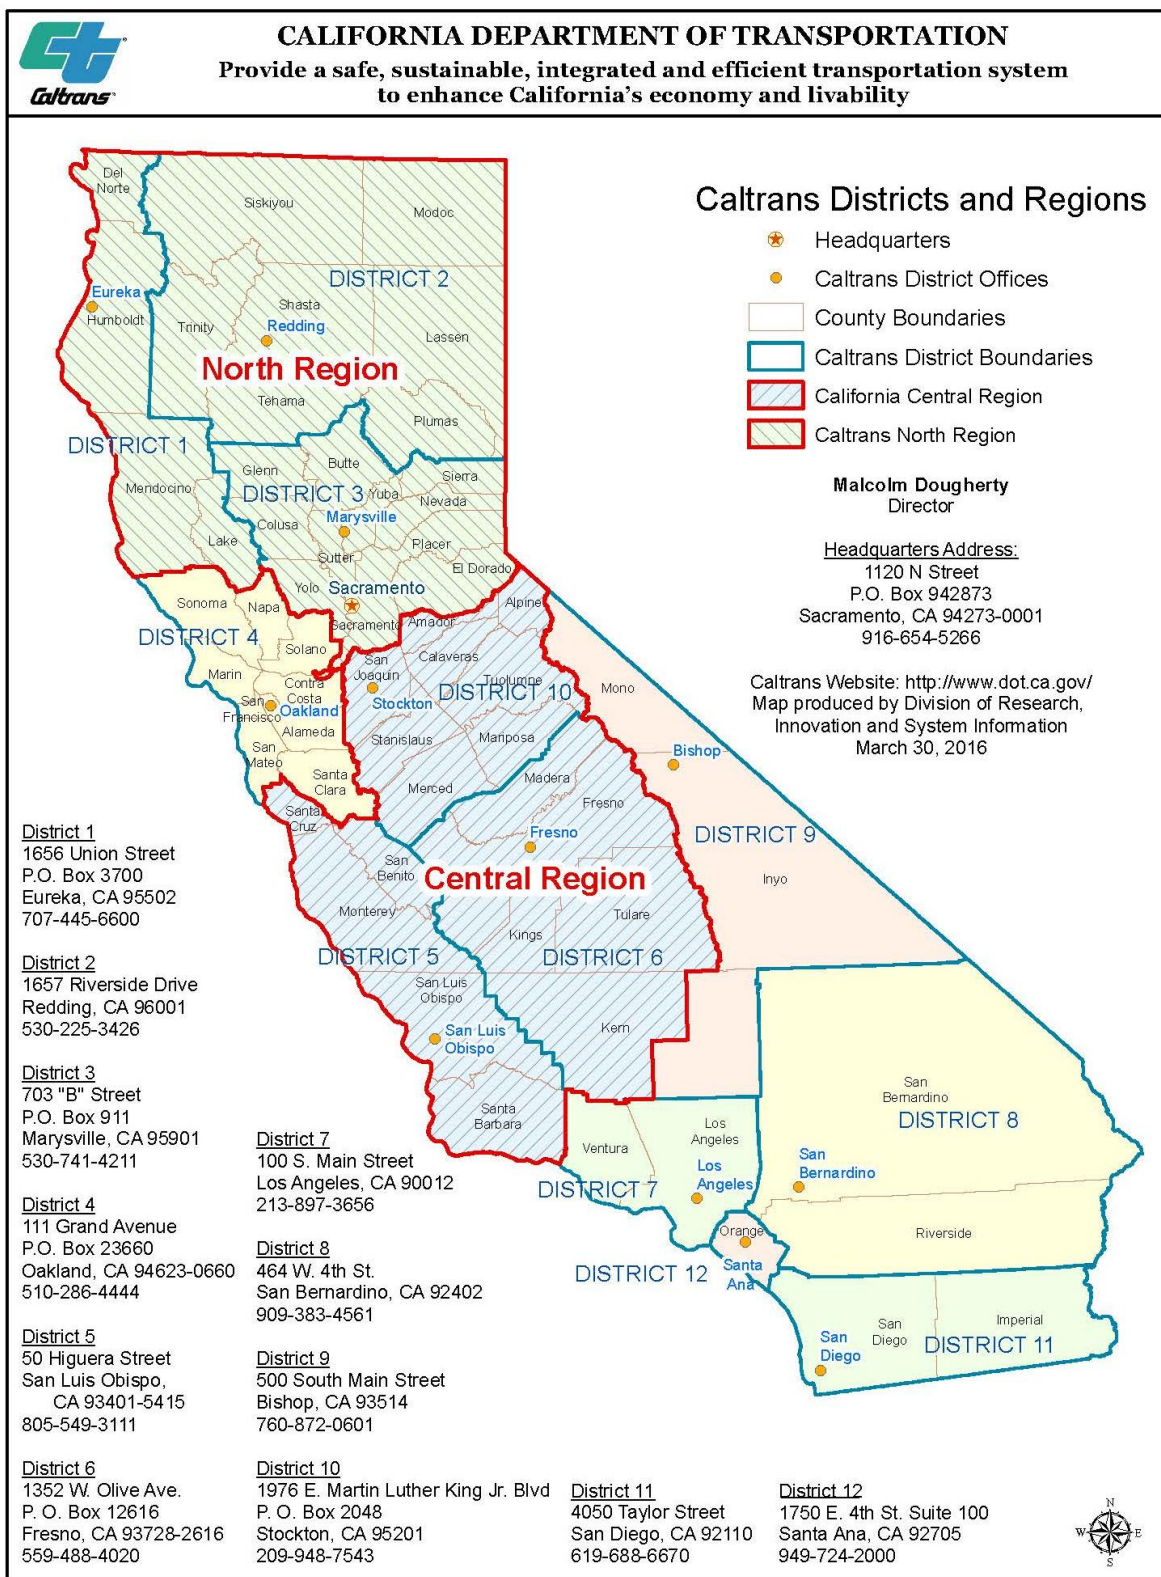 Caltrans
CALIFORNIA DEPARTMENT OF TRANSPORTATION
Provide a safe, sustainable, integrated and efficient transportation system
to enhance California's economy and livability
Caltrans Districts and Regions
Headquarters
Caltrans District Offices
County Boundaries
Caltrans District Boundaries
California Central Region
Caltrans North Region
Malcolm Dougherty
Director
Headquarters Address:
1120 N Street
P.O. Box 942873
Sacramento, CA 94273-0001
916-654-5266
Caltrans Website: http://www.dot.ca.gov/
Map produced by Division of Research,
Innovation and System Information
March 30, 2016
Del
Norte
Siskiyou
Modoc
DISTRICT 2
Eureka
Humboldt
Shasta
Trinity
Redding
Lassen
North Region
Tehama
Plumas
DISTRICT 1
Glenn
Butte
Sierra
Mendocino
DISTRICT 3
Yuba
Nevada
Colusa
Marysville
Lake
Sutter
Placer
El Dorado
Yolo
Sacramento
Sacramento
Sonoma
Napa
Alpine
Amador
DISTRICT 4
Solano
Calaveras
Marin
San
Joaquin
Tuolumne
Mono
Contra
Costa
DISTRICT 10
San
Francisco
Oakland
Stockton
Alameda
Stanislaus
Mariposa
San
Mateo
Bishop
Santa
Clara
Merced
Madera
Fresno
Santa
Cruz
Fresno
DISTRICT 9
San
Benito
Central Region
Inyo
Monterey
Tulare
Kings
DISTRICT 5
DISTRICT 6
San Luis
Obispo
San Luis
Obispo
Kern
Santa
Barbara
San
Bernardino
DISTRICT 8
Ventura
Los
Angeles
DISTRICT 7
Los
Angeles
San
Bernardino
Orange
Riverside
DISTRICT 12
Santa
Ana
San
Diego
San
Diego
Imperial
DISTRICT 11
District 1
1656 Union Street
P.O. Box 3700
Eureka, CA 95502
707-445-6600
District 2
1657 Riverside Drive
Redding, CA 96001
530-225-3426
District 3
703 "B" Street
P.O. Box 911
Marysville, CA 95901
530-741-4211
District 4
111 Grand Avenue
P.O. Box 23660
Oakland, CA 94623-0660
510-286-4444
District 5
50 Higuera Street
San Luis Obispo,
CA 93401-5415
805-549-3111
District 6
1352 W. Olive Ave.
P. O. Box 12616
Fresno, CA 93728-2616
559-488-4020
District 7
100 S. Main Street
Los Angeles, CA 90012
213-897-3656
District 8
464 W. 4th St.
San Bernardino, CA 92402
909-383-4561
District 9
500 South Main Street
Bishop, CA 93514
760-872-0601
District 10
1976 E. Martin Luther King Jr. Blvd
P. O. Box 2048
Stockton, CA 95201
209-948-7543
District 11
4050 Taylor Street
San Diego, CA 92110
619-688-6670
District 12
1750 E. 4th St. Suite 100
Santa Ana, CA 92705
949-724-2000
N
W
E
S